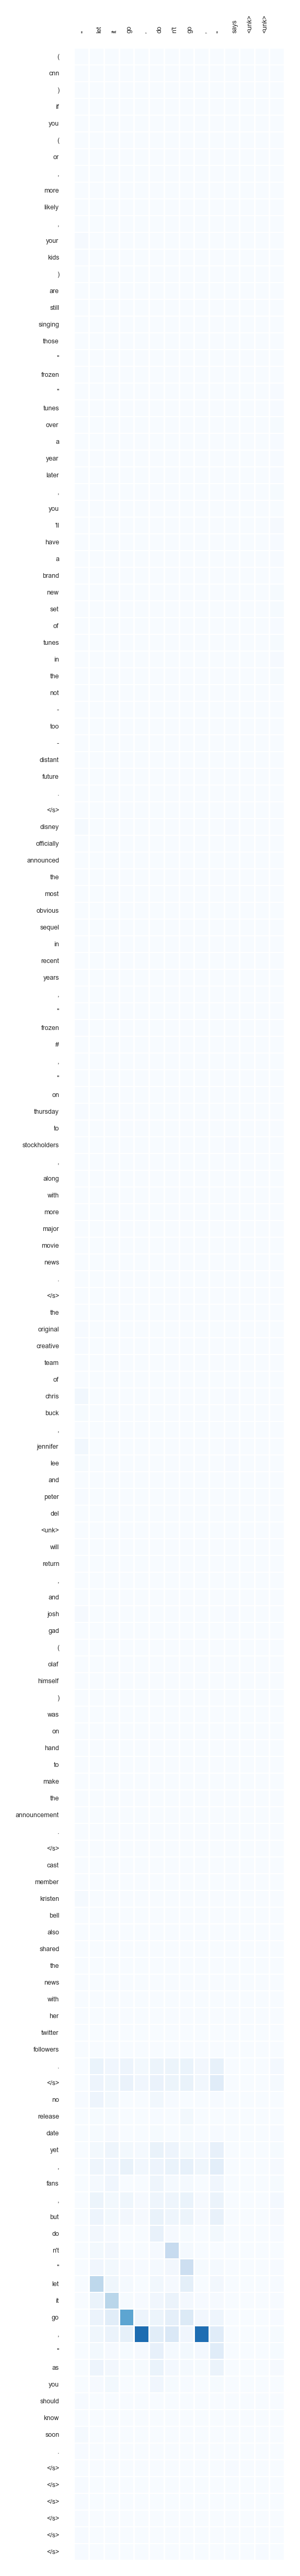 " let it go , do n't go , " says <unk> <unk>
(
cnn
)
if
you
(
or
,
more
likely
,
your
kids
)
are
still
singing
those
"
frozen
"
tunes
over
a
year
later
,
you
'll
have
a
brand
new
set
of
tunes
in
the
not
-
too
-
distant
future
.
</s>
disney
officially
announced
the
most
obvious
sequel
in
recent
years
,
"
frozen
#
,
"
on
thursday
to
stockholders
,
along
with
more
major
movie
news
.
</s>
the
original
creative
team
of
chris
buck
,
jennifer
lee
and
peter
del
<unk>
will
return
,
and
josh
gad
(
olaf
himself
)
was
on
hand
to
make
the
announcement
.
</s>
cast
member
kristen
bell
also
shared
the
news
with
her
twitter
followers
.
</s>
no
release
date
yet
,
fans
,
but
do
n't
"
let
it
go
,
"
as
you
should
know
soon
.
</s>
</s>
</s>
</s>
</s>
</s>